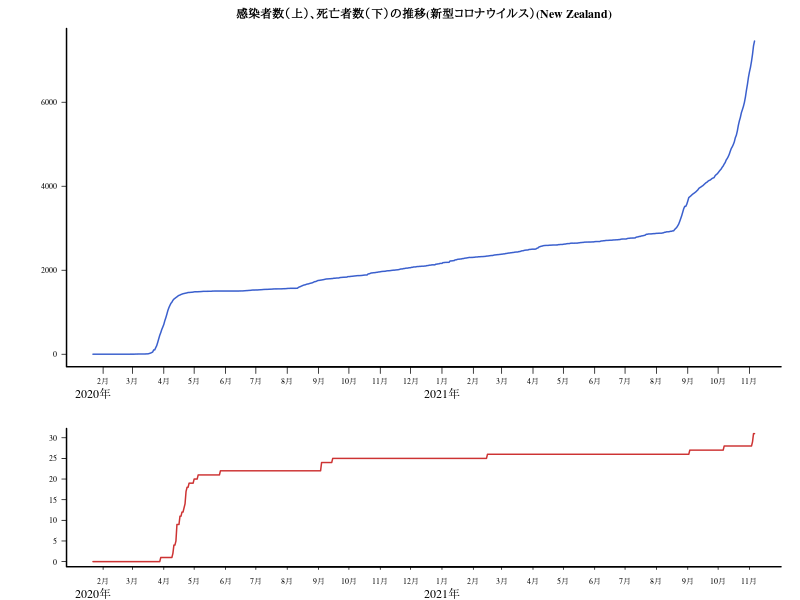 感染者数（上）、死亡者数（下）の推移(新型コロナウイルス）(New Zealand)
6000
4000
2000
0
2月 3月 4月 5月 6月 7月 8月 9月 10月 11月 12月 1月 2月 3月 4月 5月 6月 7月 8月 9月 10月 11月
2020年 2021年
30
25
20
15
10
5
0
2月 3月 4月 5月 6月 7月 8月 9月 10月 11月 12月 1月 2月 3月 4月 5月 6月 7月 8月 9月 10月 11月
2020年 2021年